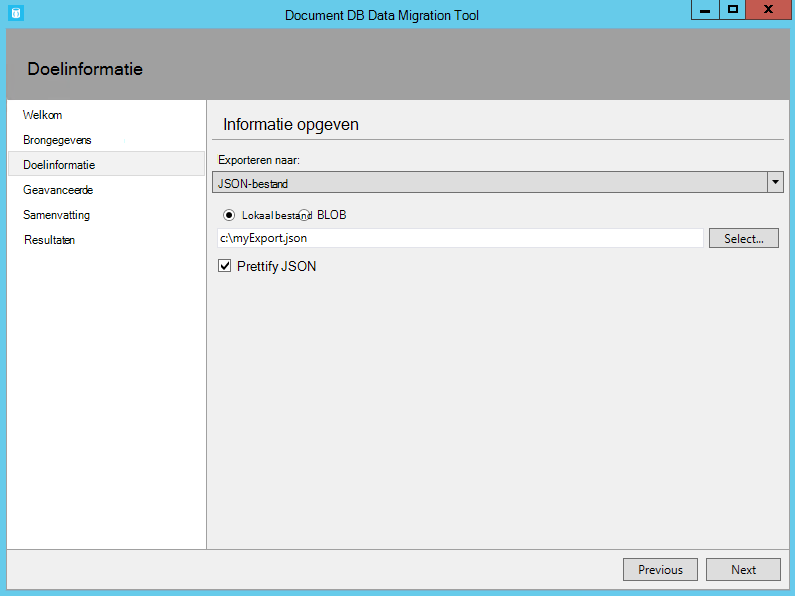 Document DB Data Migration Tool
Doelinformatie
Welkom
Brongegevens
Doelinformatie
Geavanceerde
Samenvatting
Resultaten
Informatie opgeven
Exporteren naar:
JSON-bestand
Lokaal bestand BLOB
c:\myExport.json Select...
Prettify JSON
Previous Next